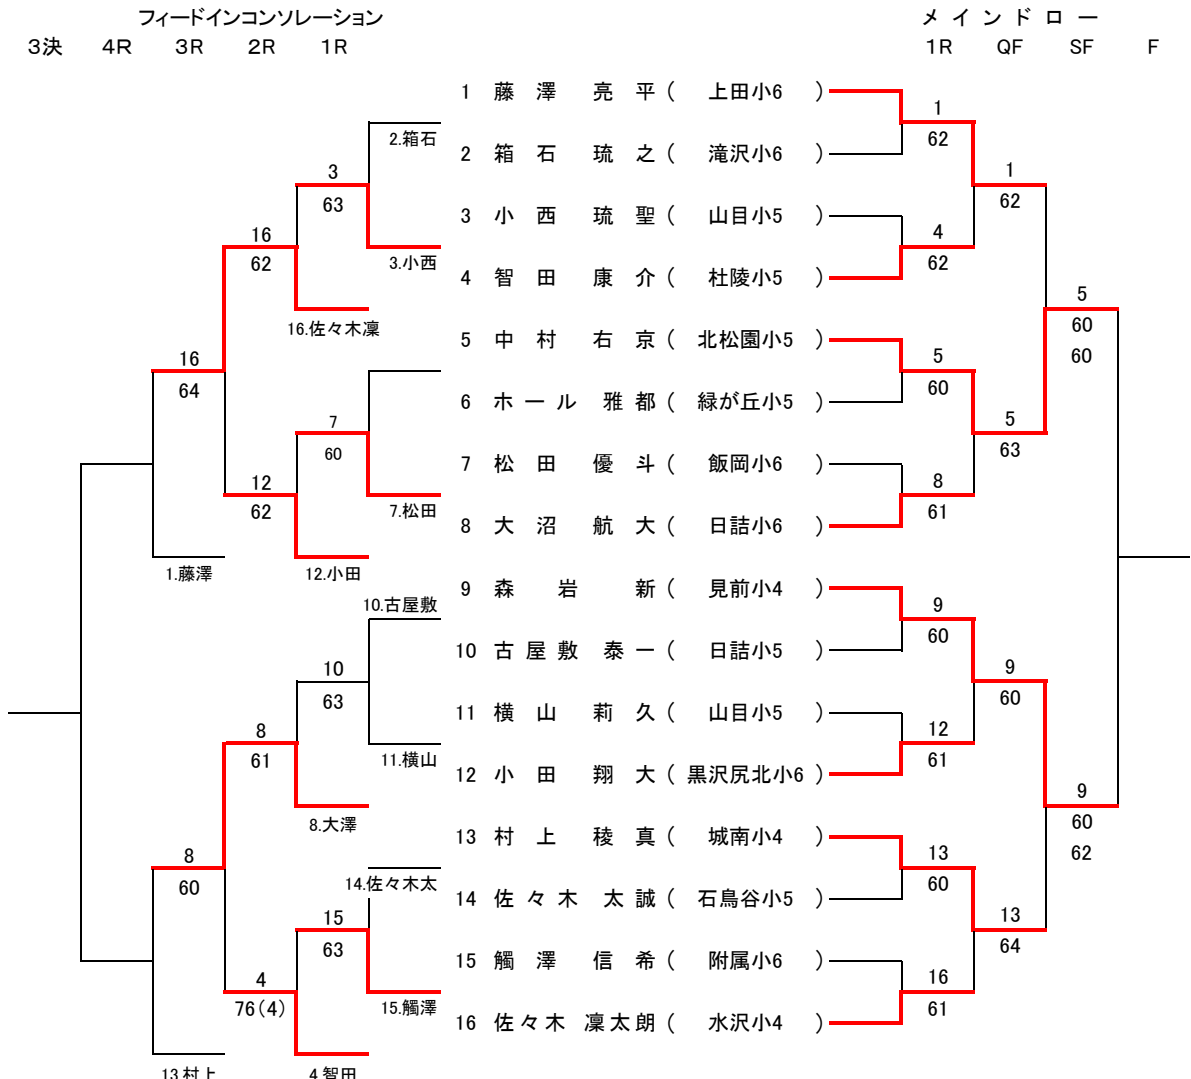 フィードインコンソレーション メインドロー
3決 4R 3R 2R 1R 1R QF SF F
1 藤澤 亮平 ( 上田小6 )
1
2.箱石
62
2 箱石 琉之 ( 滝沢小6 )
3
1
63
62
3 小西 琉聖 ( 山目小5 )
16
4
62
3.小西
62
4 智田 康介 ( 杜陵小5 )
5
16.佐々木凜
60
5 中村 右京 ( 北松園小5 )
16
5
60
64
60
6 ホール 雅都 ( 緑が丘小5 )
7
5
60
63
7 松田 優斗 ( 飯岡小6 )
12
8
62
7.松田
61
8 大沼 航大 ( 日詰小6 )
1.藤澤
12.小田
9 森岩 新 ( 見前小4 )
10.古屋敷
9
60
10 古屋敷 泰一 ( 日詰小5 )
10
9
63
60
11 横山 莉久 ( 山目小5 )
8
12
61
11.横山
61
12 小田 翔大 ( 黒沢尻北小6 )
9
8.大澤
60
13 村上 稜真 ( 城南小4 )
8
13
62
60
14.佐々木太
60
14 佐々木 太誠 ( 石鳥谷小5 )
15
13
63
64
15 觸澤 信希 ( 附属小6 )
4
16
76(4)
15.觸澤
61
16 佐々木 凜太朗 ( 水沢小4 )
13.村上
4.智田